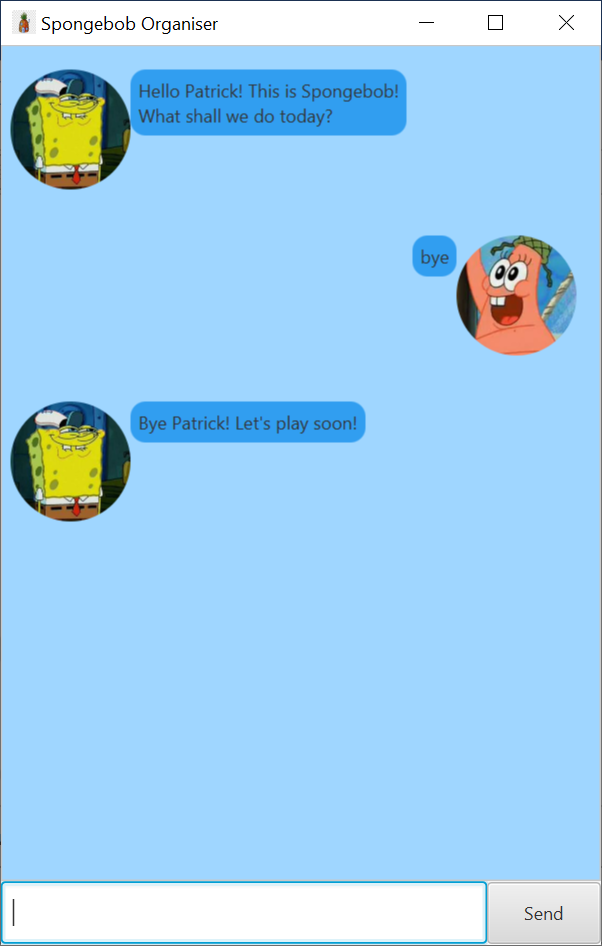 Spongebob Organiser
Hello Patrick! This is Spongebob!
What shall we do today?
bye
Bye Patrick! Let's play soon!
Send